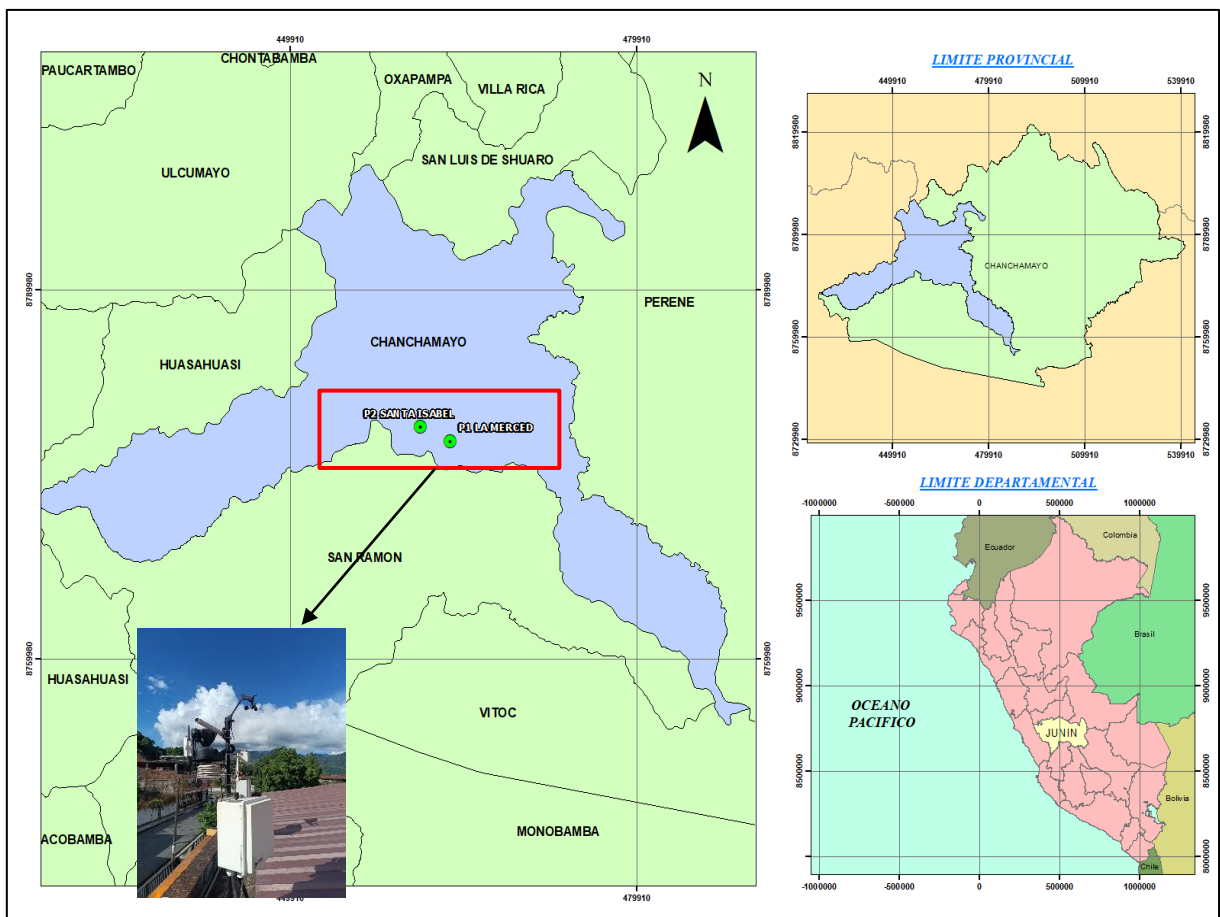 449910
479910
CHONTABAMBA
PAUCARTAMBO
OXAPAMPA
VILLA RICA
N
SAN LUIS DE SHUARO
ULCUMAYO
8789980
8789980
PERENE
CHANCHAMAYO
HUASAHUASI
P2 SANTA ISABEL
P1 LA MERCED
SAN RAMON
8759980
8759980
HUASAHUASI
VITOC
MONOBAMBA
ACOBAMBA
449910
479910
LIMITE PROVINCIAL
449910
479910
509910
539910
8819980
8819980
8789980
8789980
CHANCHAMAYO
8759980
8759980
8729980
8729980
449910
479910
509910
539910
LIMITE DEPARTAMENTAL
-1000000
-500000
0
500000
1000000
Ecuador
Colombia
9500000
9500000
Brasil
9000000
9000000
OCEANO
PACIFICO
JUNIN
8500000
8500000
Bolivia
8000000
8000000
Chile
-1000000
-500000
0
500000
1000000